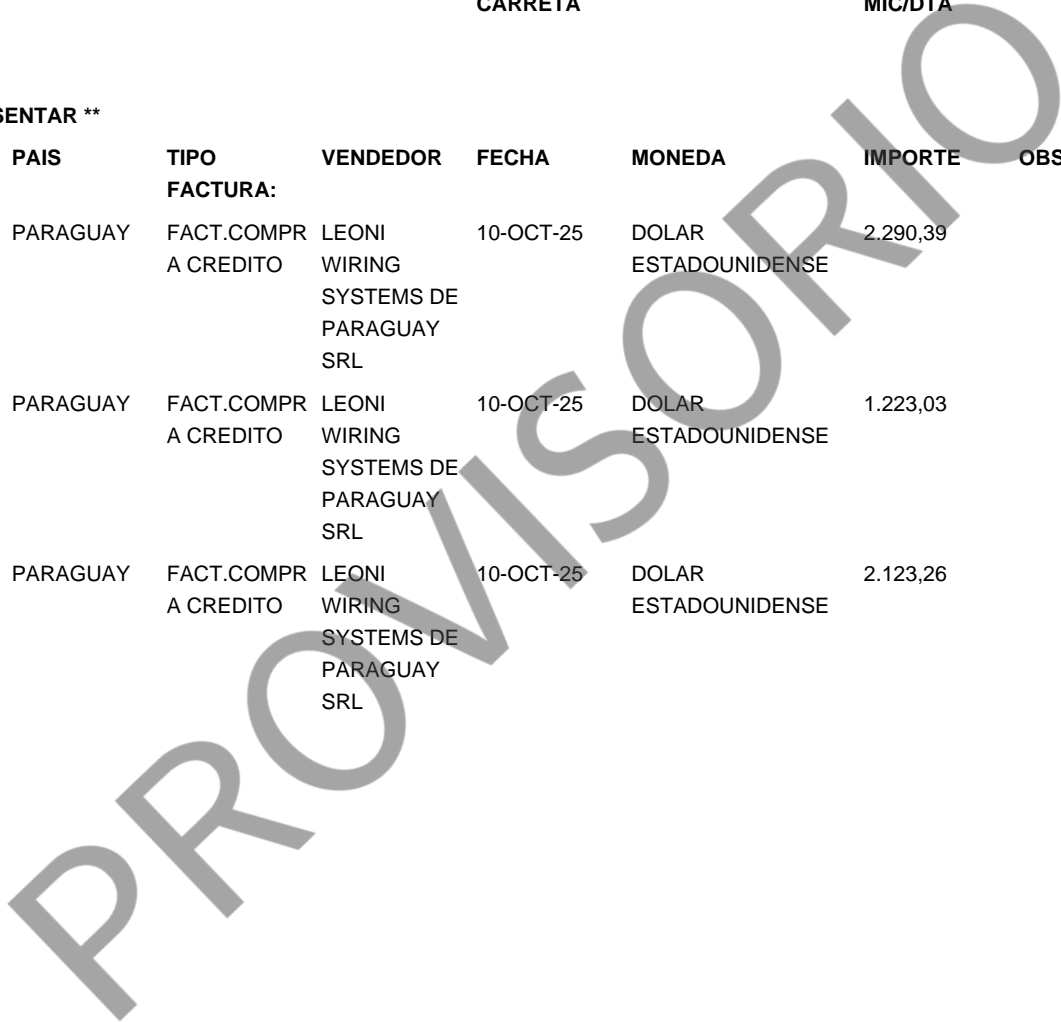 CARRETA MIC/DTA
SENTAR **
PAIS TIPO VENDEDOR FECHA MONEDA IMPORTE OBS
FACTURA:
PARAGUAY FACT.COMPR LEONI 10-OCT-25 DOLAR 2.290,39
A CREDITO WIRING ESTADOUNIDENSE
SYSTEMS DE
PARAGUAY
SRL
PARAGUAY FACT.COMPR LEONI 10-OCT-25 DOLAR 1.223,03
A CREDITO WIRING ESTADOUNIDENSE
SYSTEMS DE
PARAGUAY
SRL
PARAGUAY FACT.COMPR LEONI 10-OCT-25 DOLAR 2.123,26
A CREDITO WIRING ESTADOUNIDENSE
SYSTEMS DE
PARAGUAY
SRL
PROVISORIO